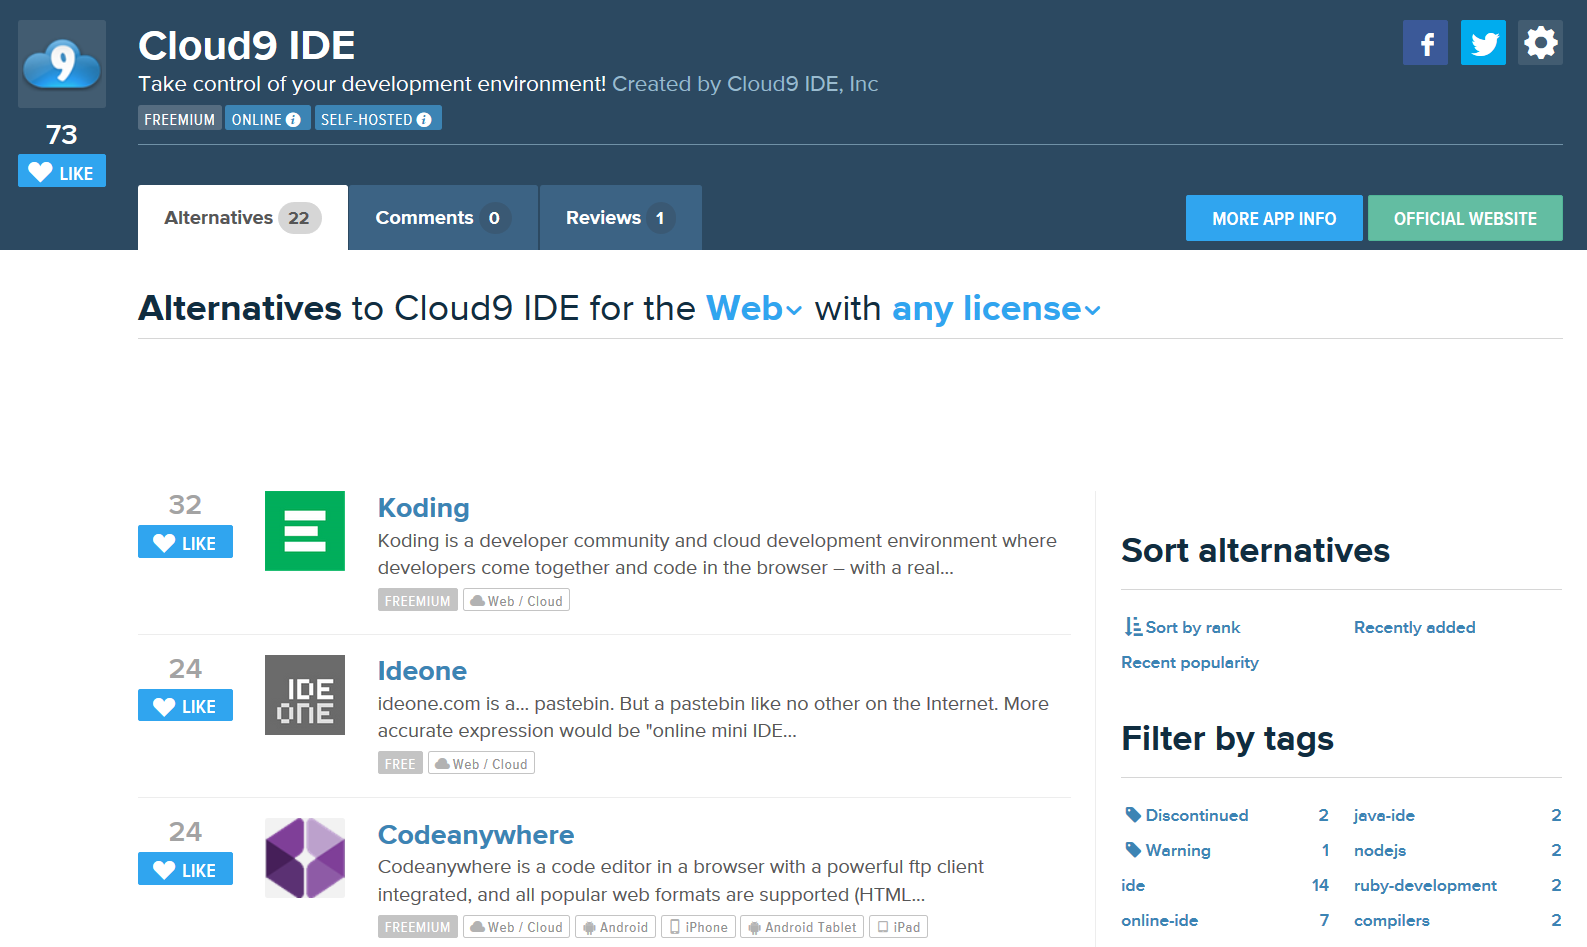 9
Cloud9 IDE
Take control of your development environment! Created by Cloud9 IDE, Inc
FREEMIUM ONLINE i SELF-HOSTED i
73
LIKE
f
Alternatives 22 Comments 0 Reviews 1
MORE APP INFO OFFICIAL WEBSITE
Alternatives to Cloud9 IDE for the Web with any license
32
LIKE
Koding
Koding is a developer community and cloud development environment where
developers come together and code in the browser – with a real...
FREEMIUM Web / Cloud
24
LIKE
IDE
ONE
Ideone
ideone.com is a... pastebin. But a pastebin like no other on the Internet. More
accurate expression would be "online mini IDE...
FREE Web / Cloud
24
LIKE
Codeanywhere
Codeanywhere is a code editor in a browser with a powerful ftp client
integrated, and all popular web formats are supported (HTML...
FREEMIUM Web / Cloud Android iPhone Android Tablet iPad
Sort alternatives
Sort by rank Recently added
Recent popularity
Filter by tags
Discontinued 2 java-ide 2
Warning 1 nodejs 2
ide 14 ruby-development 2
online-ide 7 compilers 2